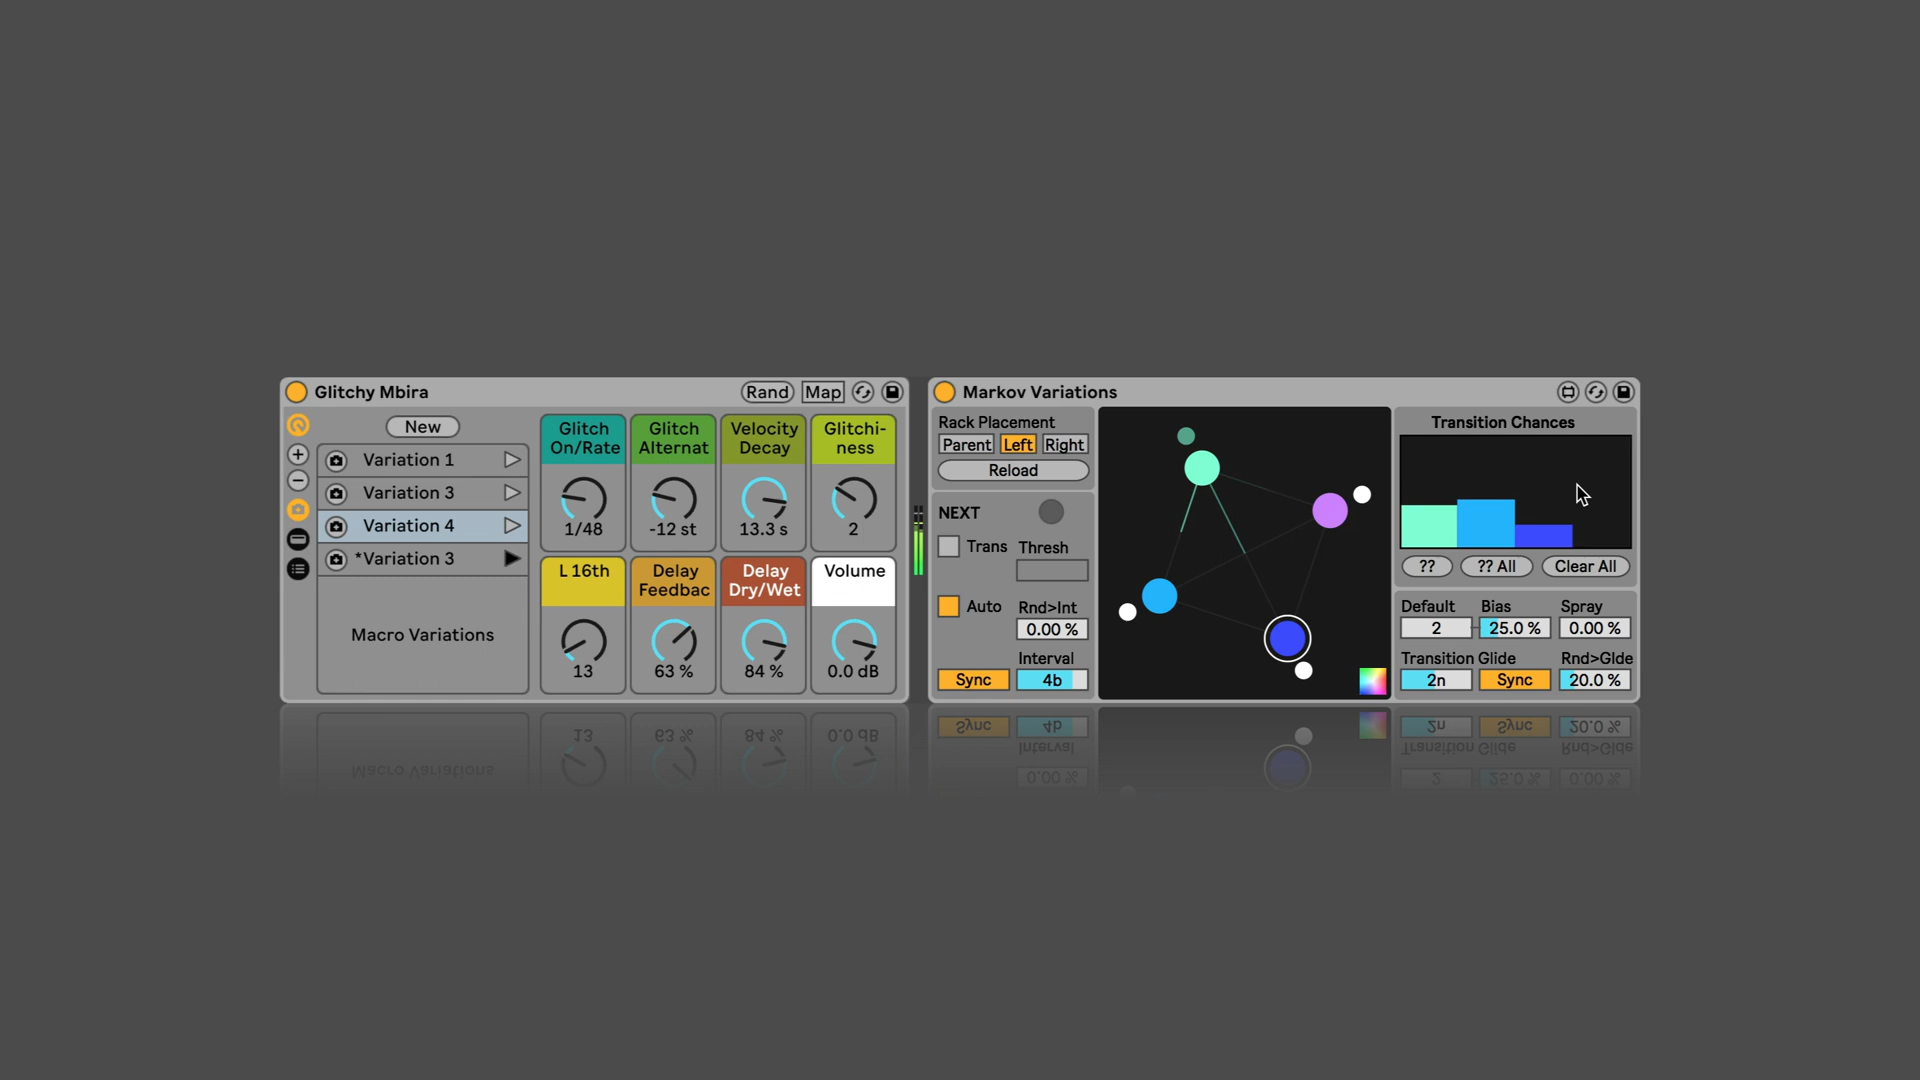 Glitchy Mbira
Rand
Map
New
Variation 1
Variation 3
Variation 4
*Variation 3
Macro Variations
Glitch
On/Rate
1/48
Glitch
Alternat
-12 st
Velocity
Decay
13.3 s
Glitchi-
ness
2
L 16th
13
Delay
Feedbac
63 %
Delay
Dry/Wet
84 %
Volume
0.0 dB
Markov Variations
Rack Placement
Parent
Left
Right
Reload
NEXT
Trans
Thresh
Auto
Rnd>Int
0.00 %
Interval
Sync
4b
Transition Chances
??
?? All
Clear All
Default
Bias
Spray
2
25.0 %
0.00 %
Transition Glide
Rnd>Glde
2n
Sync
20.0 %